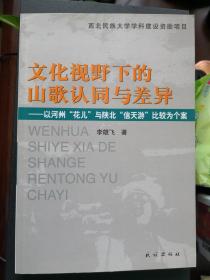 西北民族大学学科建设资助项目
文化视野下的
山歌认同与差异
——以河州“花儿”与陕北“信天游”比较为个案
WENHUA
SHIYE XIA DE
SHANGE
RENTONG YU
CHAYI
李雄飞 著
民族出版社